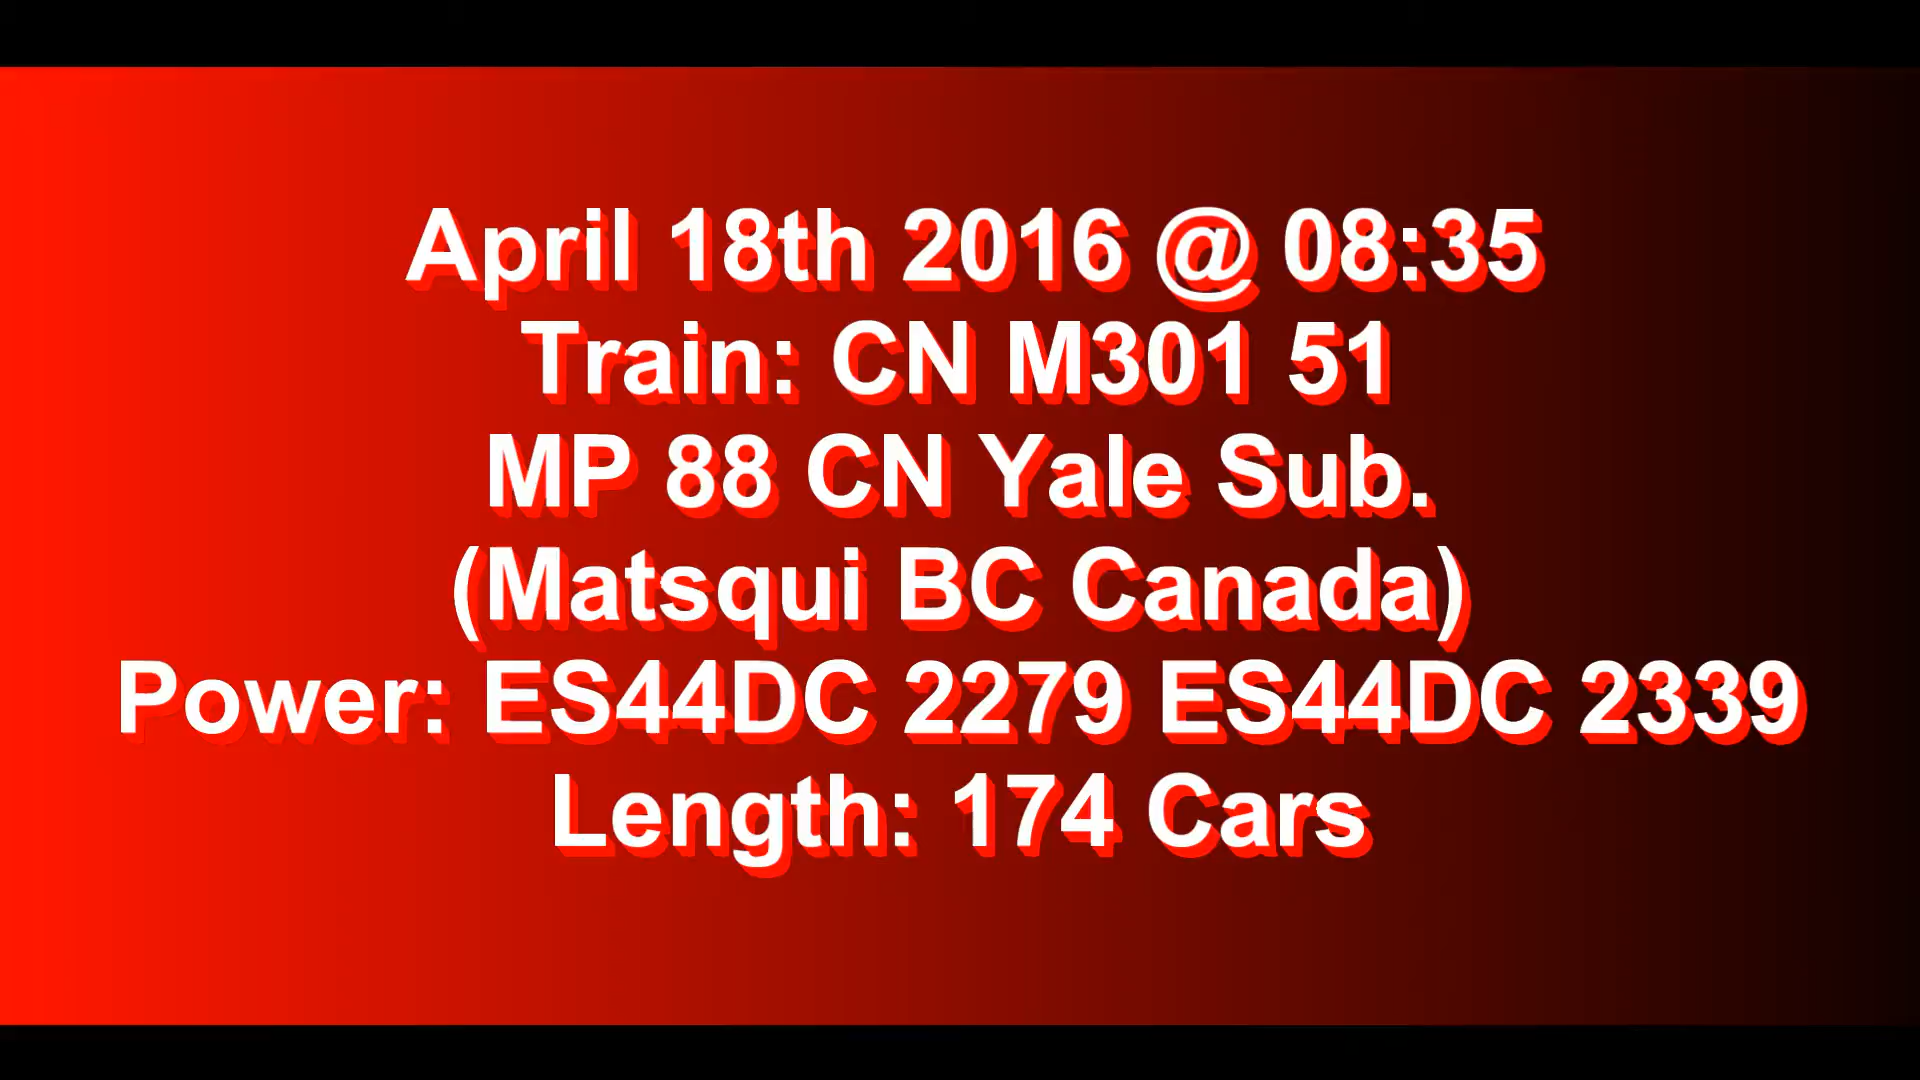 April 18th 2016 @ 08:35
Train: CN M301 51
MP 88 CN Yale Sub.
(Matsqui BC Canada)
Power: ES44DC 2279 ES44DC 2339
Length: 174 Cars